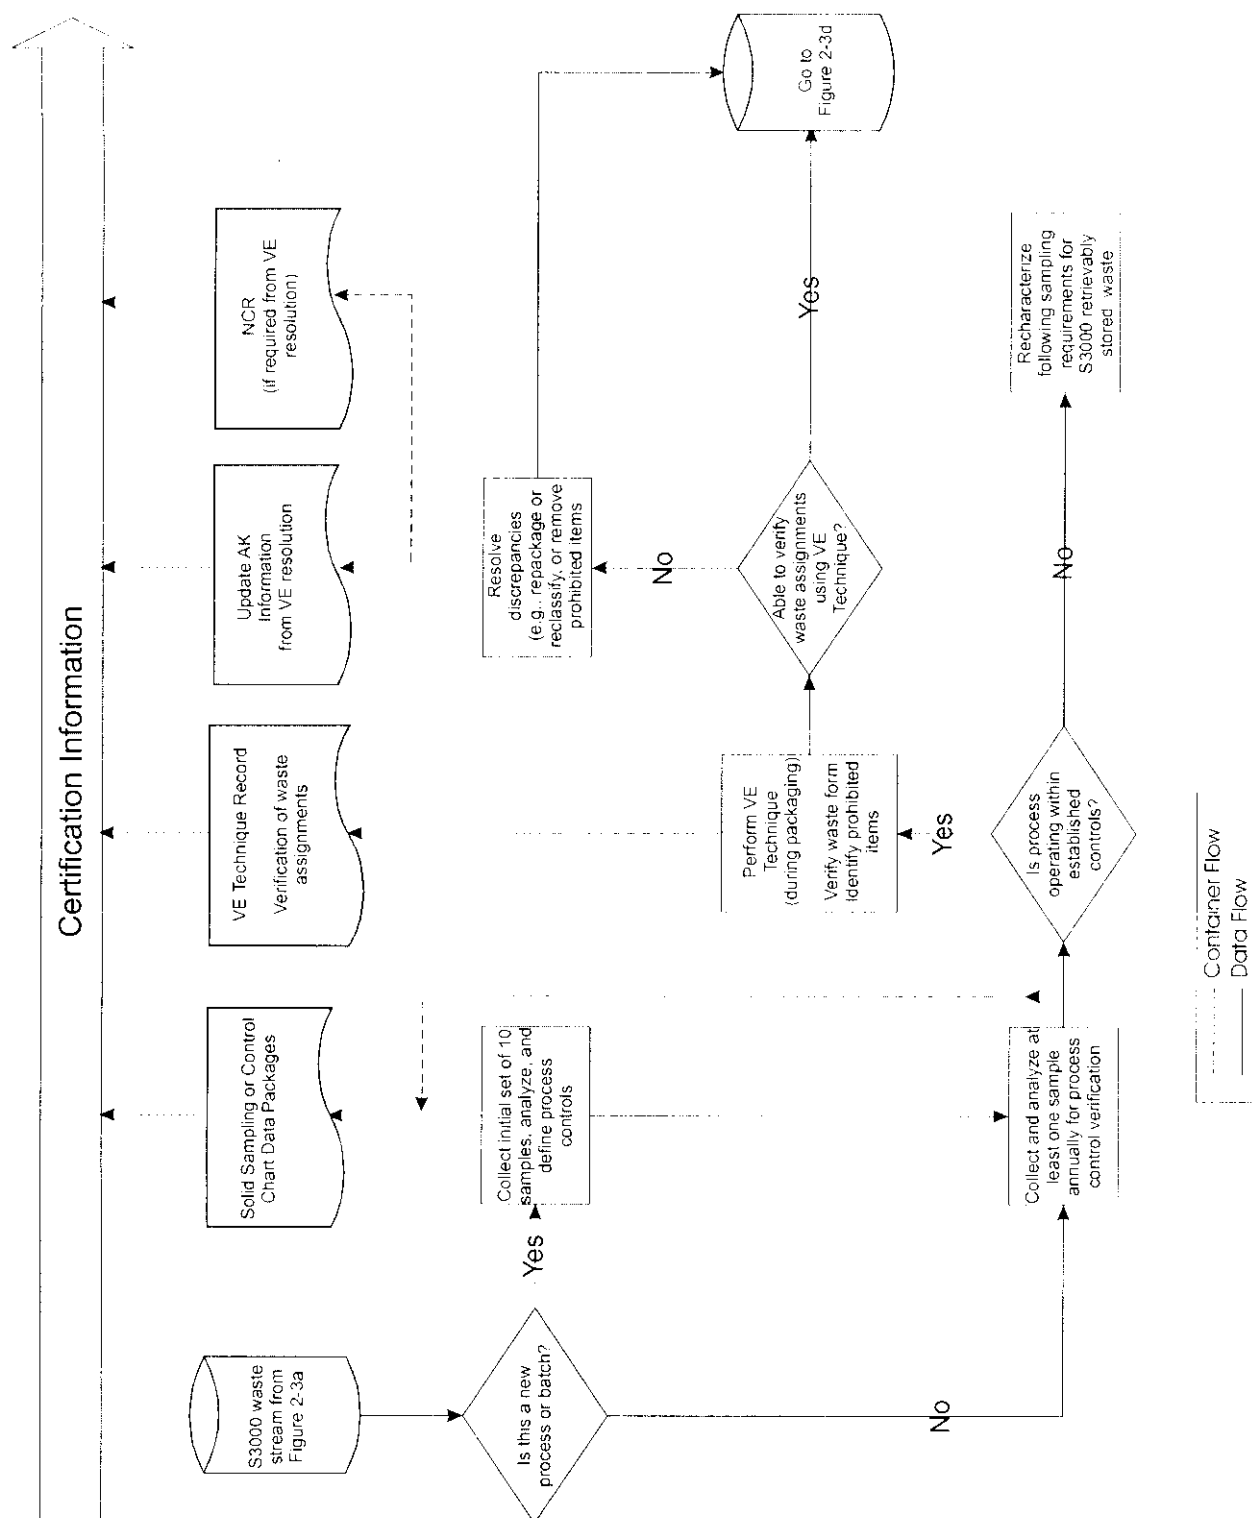 Certification Information
Solid Sampling or Control
Chart Data Packages
VE Technique Record
Verification of waste
assignments
Update AK
Information
from VE resolution
NCR
(if required from VE
resolution)
S3000 waste
stream from
Figure 2-3a
Is this a new
process or batch?
Yes
No
Collect initial set of 10
samples, analyze, and
define process
controls
Collect and analyze at
least one sample
annually for process
control verification
Is process
operating within
established
controls?
Yes
No
Perform VE
Technique
(during packaging)
Verify waste form
Identify prohibited
items
Able to verify
waste assignments
using VE
Technique?
No
Yes
Resolve
discrepancies
(e.g., repackage or
reclassify, or remove
prohibited items
Go to
Figure 2-3d
Recharacterize
following sampling
requirements for
S3000 retrievably
stored waste
Container Flow
Data Flow